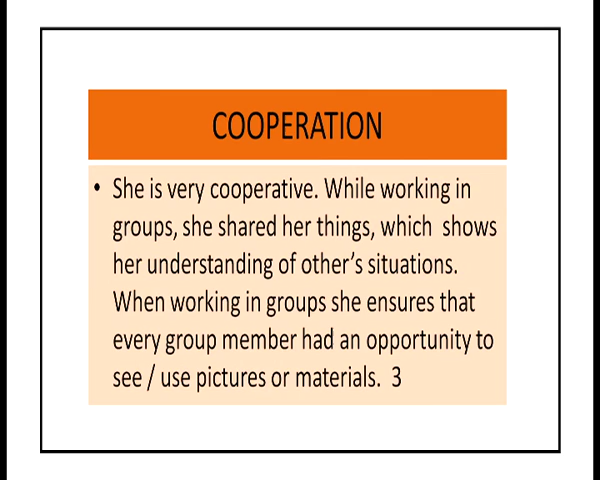 COOPERATION
• She is very cooperative. While working in
groups, she shared her things, which  shows
her understanding of other's situations.
When working in groups she ensures that
every group member had an opportunity to
see / use pictures or materials.  3